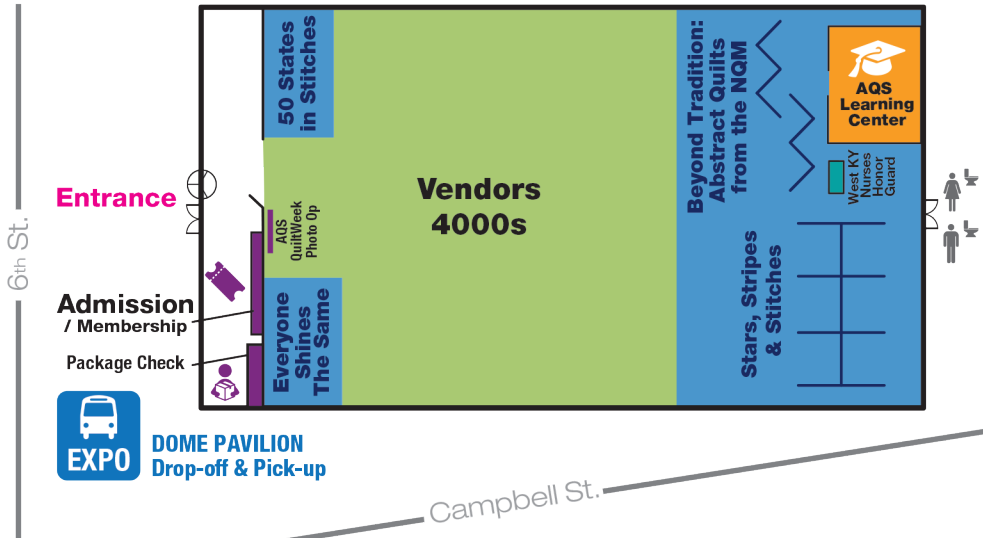 50 States
in Stitches
Beyond Tradition:
Abstract Quilts
from the NQM
AQS
Learning
Center
West KY
Nurses
Honor
Guard
Vendors
4000s
Entrance
AQS
QuiltWeek
Photo Op
6th St.
Admission
/ Membership
Package Check
Everyone
Shines
The Same
Stars, Stripes
& Stitches
EXPO
DOME PAVILION
Drop-off & Pick-up
Campbell St.